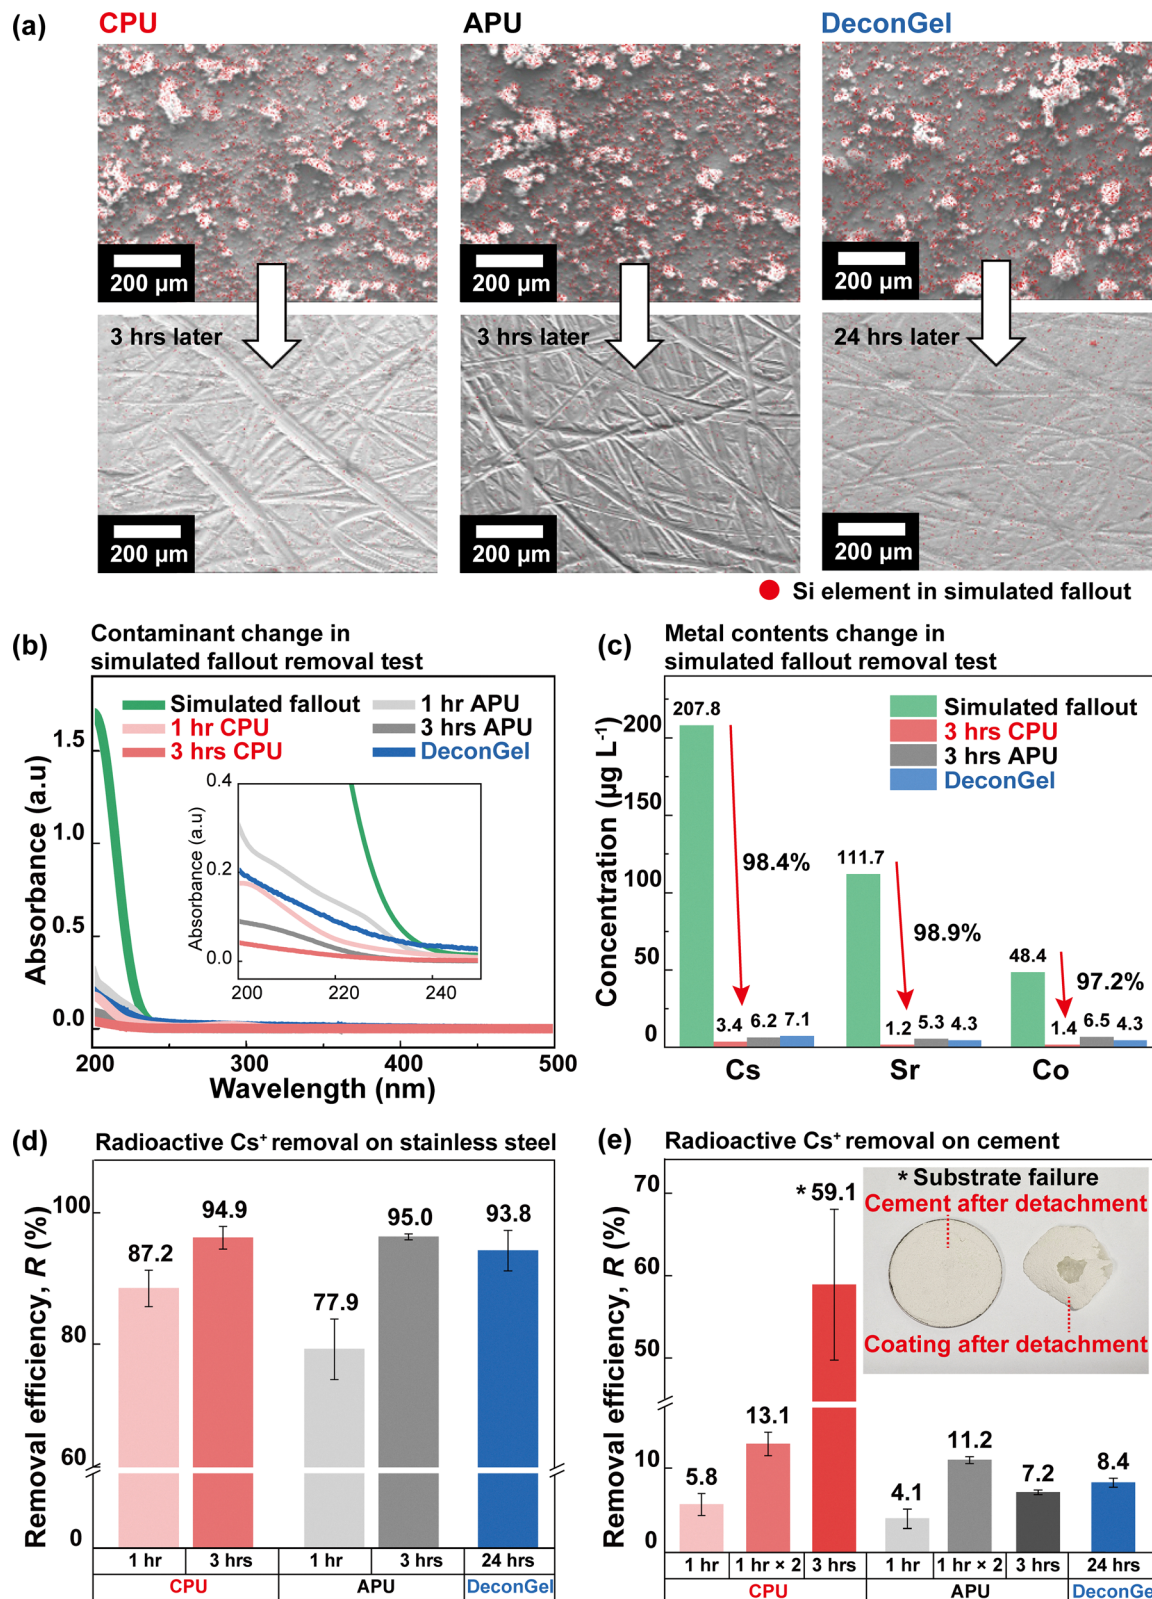 (a)
CPU
APU
DeconGel
200 µm
200 µm
200 µm
3 hrs later
3 hrs later
24 hrs later
200 µm
200 µm
200 µm
Si element in simulated fallout
(b)
Contaminant change in
simulated fallout removal test
Simulated fallout
1 hr CPU
3 hrs CPU
1 hr APU
3 hrs APU
DeconGel
Absorbance (a.u)
1.5
1.0
0.5
0.0
200
300
400
500
Wavelength (nm)
Absorbance (a.u)
0.4
0.2
0.0
200
220
240
(c)
Metal contents change in
simulated fallout removal test
Simulated fallout
3 hrs CPU
3 hrs APU
DeconGel
Concentration (µg L⁻¹)
200
150
100
50
0
207.8
98.4%
3.4
6.2
7.1
111.7
98.9%
1.2
5.3
4.3
48.4
97.2%
1.4
6.5
4.3
Cs
Sr
Co
(d)
Radioactive Cs⁺ removal on stainless steel
Removal efficiency, R (%)
100
80
60
0
87.2
94.9
77.9
95.0
93.8
1 hr
3 hrs
1 hr
3 hrs
24 hrs
CPU
APU
DeconGel
(e)
Radioactive Cs⁺ removal on cement
Removal efficiency, R (%)
70
60
50
10
0
5.8
13.1
* 59.1
4.1
11.2
7.2
8.4
* Substrate failure
Cement after detachment
Coating after detachment
1 hr
1 hr × 2
3 hrs
1 hr
1 hr × 2
3 hrs
24 hrs
CPU
APU
DeconGel